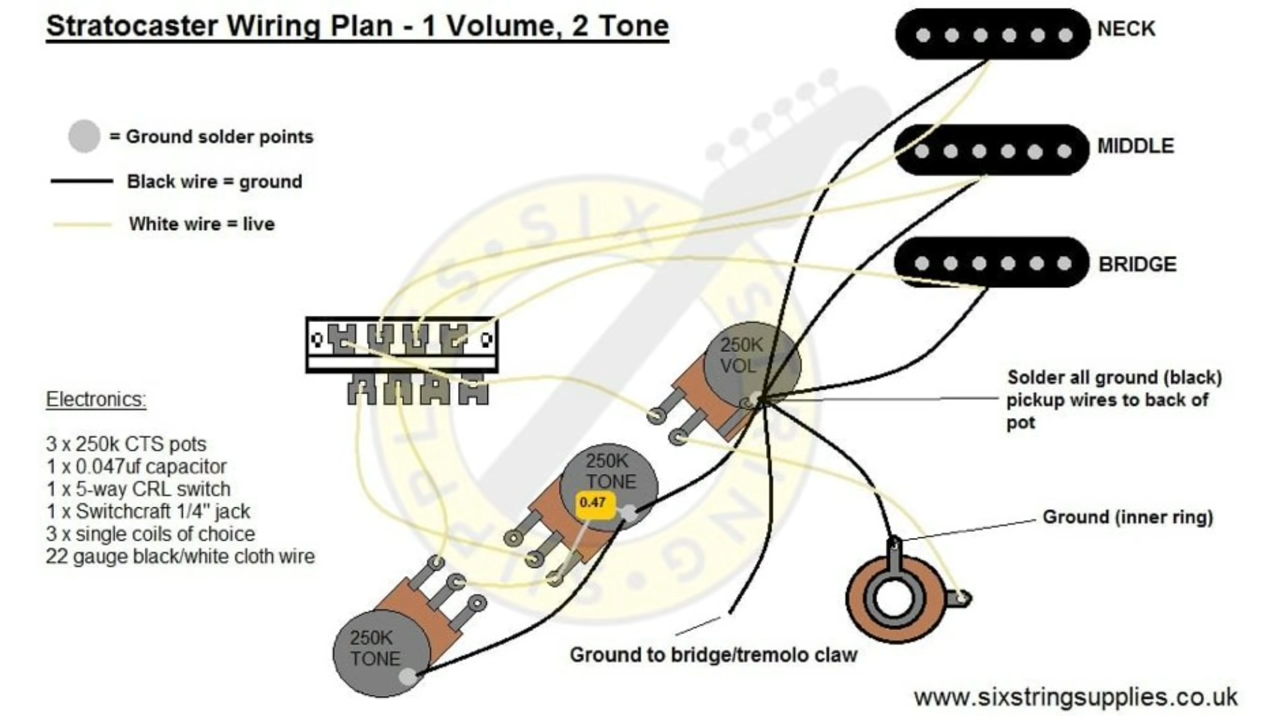 Stratocaster Wiring Plan - 1 Volume, 2 Tone
NECK
= Ground solder points
MIDDLE
Black wire = ground
White wire = live
BRIDGE
SIX STRING SUPPLIES
250K
VOL
Solder all ground (black)
pickup wires to back of
pot
Electronics:
3 x 250k CTS pots
1 x 0.047uf capacitor
1 x 5-way CRL switch
1 x Switchcraft 1/4" jack
3 x single coils of choice
22 gauge black/white cloth wire
250K
TONE
0.47
Ground (inner ring)
250K
TONE
Ground to bridge/tremolo claw
www.sixstringsupplies.co.uk